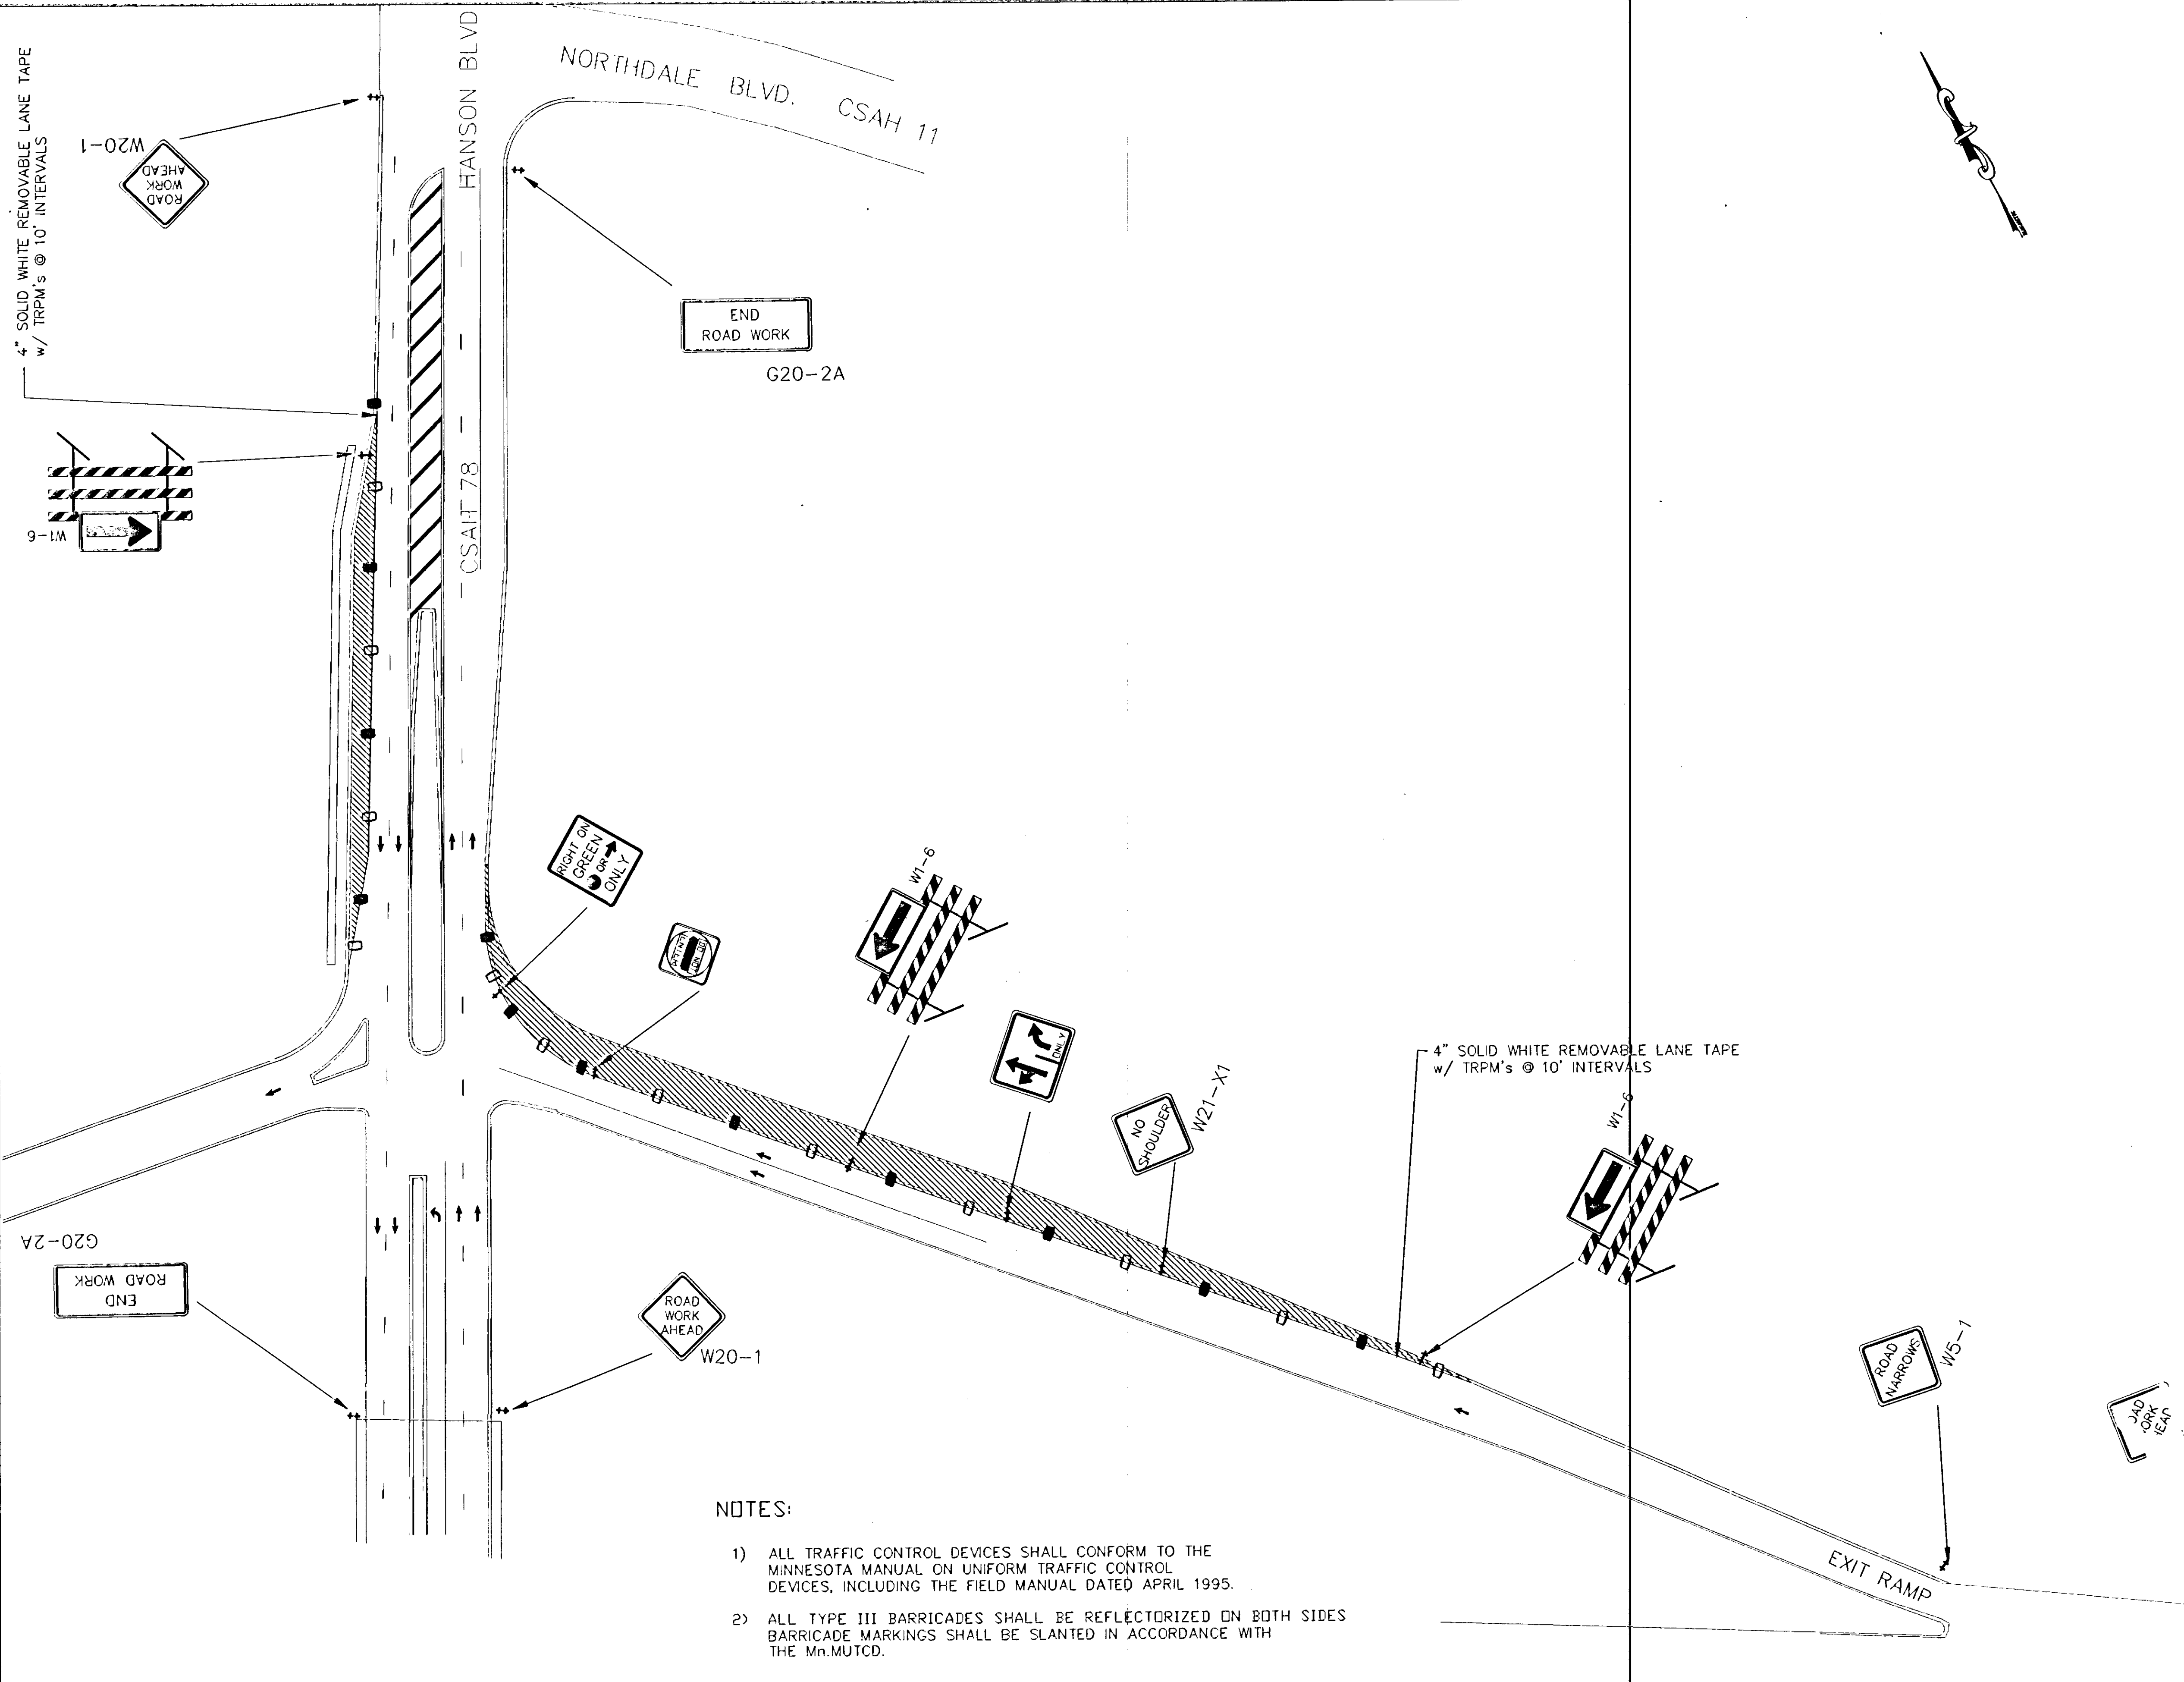 4" SOLID WHITE REMOVABLE LANE TAPE
w/ TRPM's @ 10' INTERVALS
W20-1
ROAD
WORK
AHEAD
HANSON BLVD
NORTHDALE BLVD. CSAH 11
END
ROAD WORK
G20-2A
W1-6
CSAH 78
RIGHT ON
GREEN
OR
ONLY
DO NOT
W1-6
ONLY
NO
SHOULDER
W21-X1
4" SOLID WHITE REMOVABLE LANE TAPE
w/ TRPM's @ 10' INTERVALS
W1-6
G20-2A
END
ROAD WORK
ROAD
WORK
AHEAD
W20-1
ROAD
NARROWS
W5-1
OAD
ORK
HEAD
EXIT RAMP
NOTES:
1) ALL TRAFFIC CONTROL DEVICES SHALL CONFORM TO THE
MINNESOTA MANUAL ON UNIFORM TRAFFIC CONTROL
DEVICES, INCLUDING THE FIELD MANUAL DATED APRIL 1995.
2) ALL TYPE III BARRICADES SHALL BE REFLECTORIZED ON BOTH SIDES
BARRICADE MARKINGS SHALL BE SLANTED IN ACCORDANCE WITH
THE Mn.MUTCD.